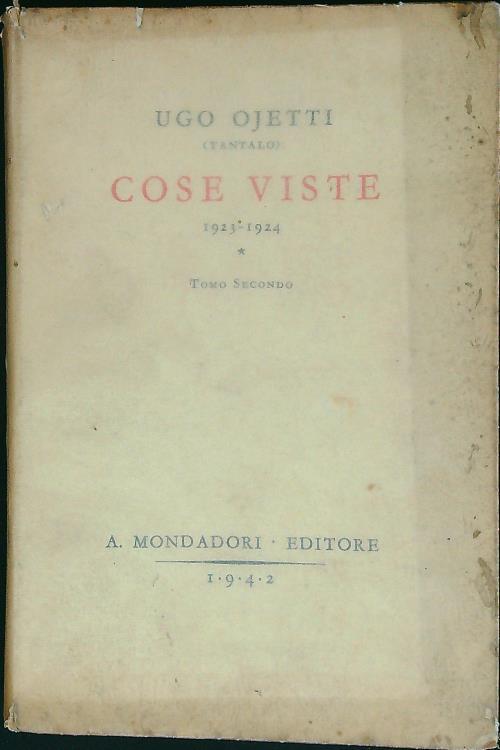 UGO OJETTI
(TANTALO)
COSE VISTE
1923-1924
*
TOMO SECONDO
A. MONDADORI · EDITORE
1·9·4·2